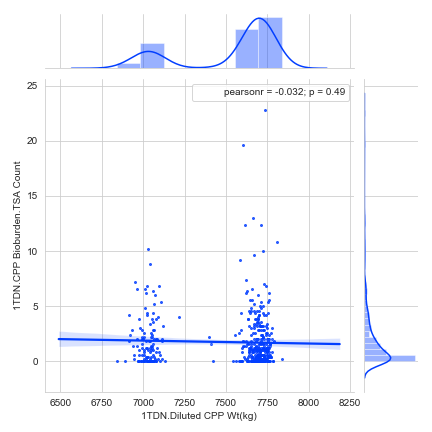 pearsonr = -0.032; p = 0.49
25
20
15
10
5
0
1TDN.CPP Bioburden.TSA Count
6500 6750 7000 7250 7500 7750 8000 8250
1TDN.Diluted CPP Wt(kg)